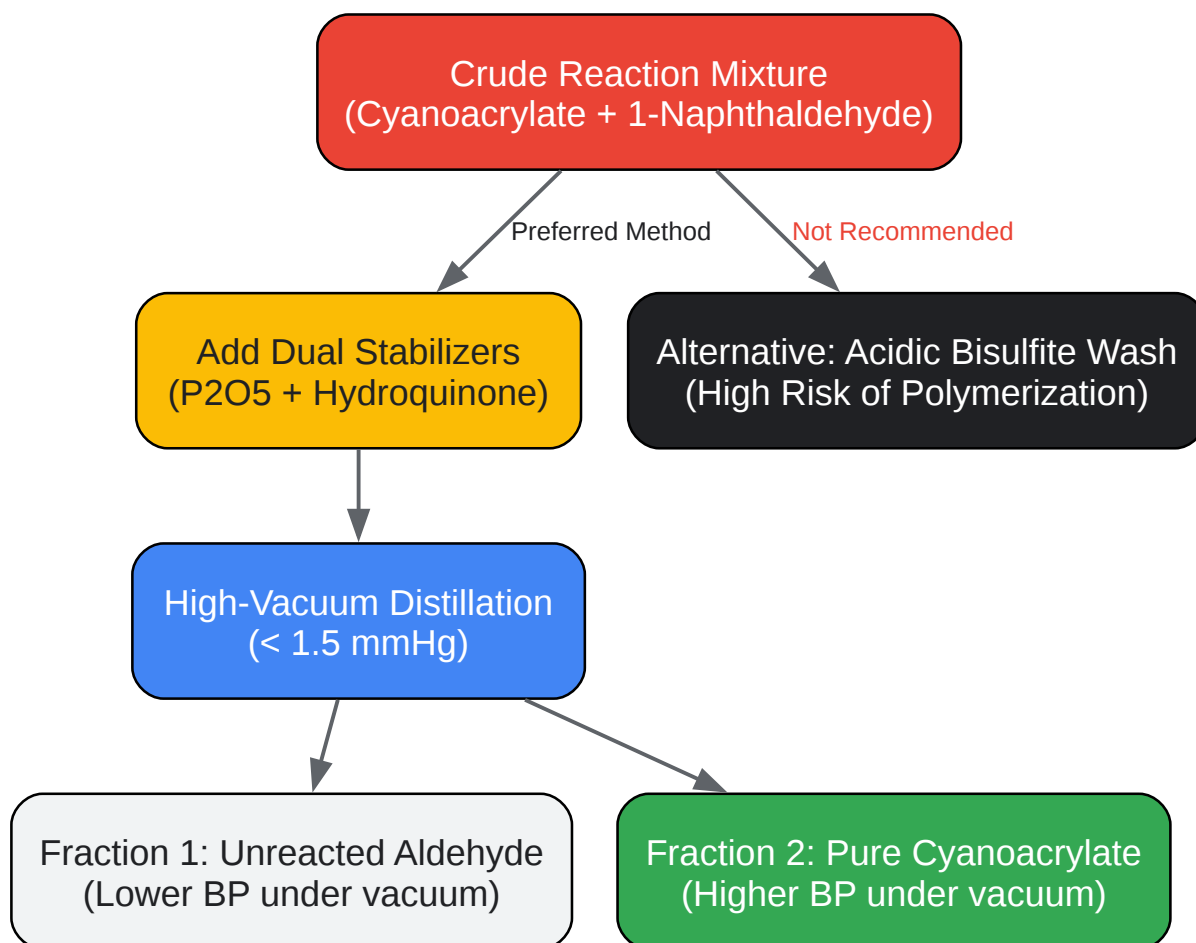 Crude Reaction Mixture
(Cyanoacrylate + 1-Naphthaldehyde)
Preferred Method
Not Recommended
Add Dual Stabilizers
(P2O5 + Hydroquinone)
Alternative: Acidic Bisulfite Wash
(High Risk of Polymerization)
High-Vacuum Distillation
(< 1.5 mmHg)
Fraction 1: Unreacted Aldehyde
(Lower BP under vacuum)
Fraction 2: Pure Cyanoacrylate
(Higher BP under vacuum)